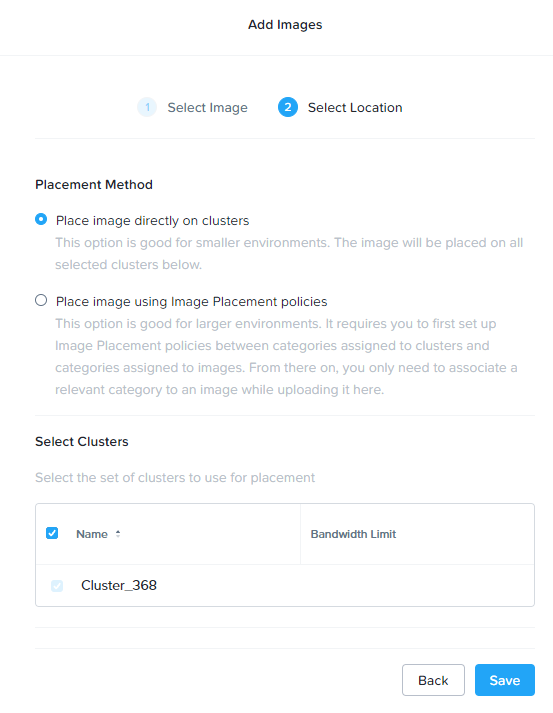 Add Images
1 Select Image 2 Select Location
Placement Method
Place image directly on clusters
This option is good for smaller environments. The image will be placed on all
selected clusters below.
Place image using Image Placement policies
This option is good for larger environments. It requires you to first set up
Image Placement policies between categories assigned to clusters and
categories assigned to images. From there on, you only need to associate a
relevant category to an image while uploading it here.
Select Clusters
Select the set of clusters to use for placement
Name Bandwidth Limit
Cluster_368
Back Save